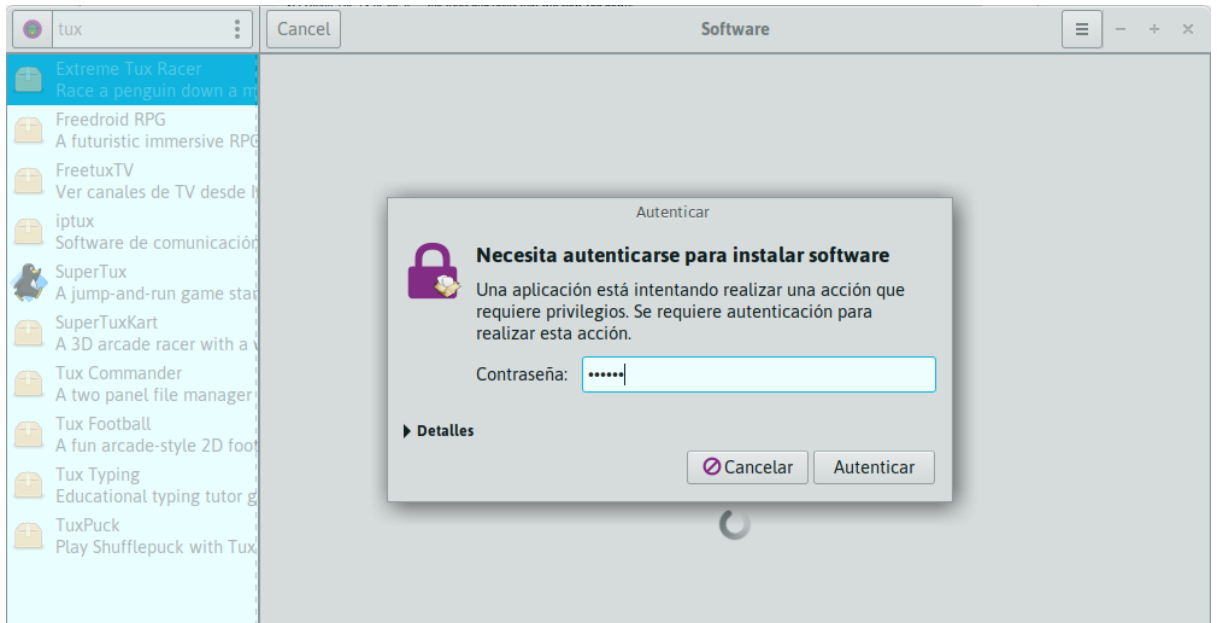 tux
Cancel
Software
Extreme Tux Racer
Race a penguin down a m
Freedroid RPG
A futuristic immersive RPG
FreetuxTV
Ver canales de TV desde
iptux
Software de comunicación
SuperTux
A jump-and-run game star
SuperTuxKart
A 3D arcade racer with a
Tux Commander
A two panel file manager
Tux Football
A fun arcade-style 2D foot
Tux Typing
Educational typing tutor g
TuxPuck
Play Shufflepuck with Tux
Autenticar
Necesita autenticarse para instalar software
Una aplicación está intentando realizar una acción que
requiere privilegios. Se requiere autenticación para
realizar esta acción.
Contraseña: ••••••
Detalles
Cancelar
Autenticar